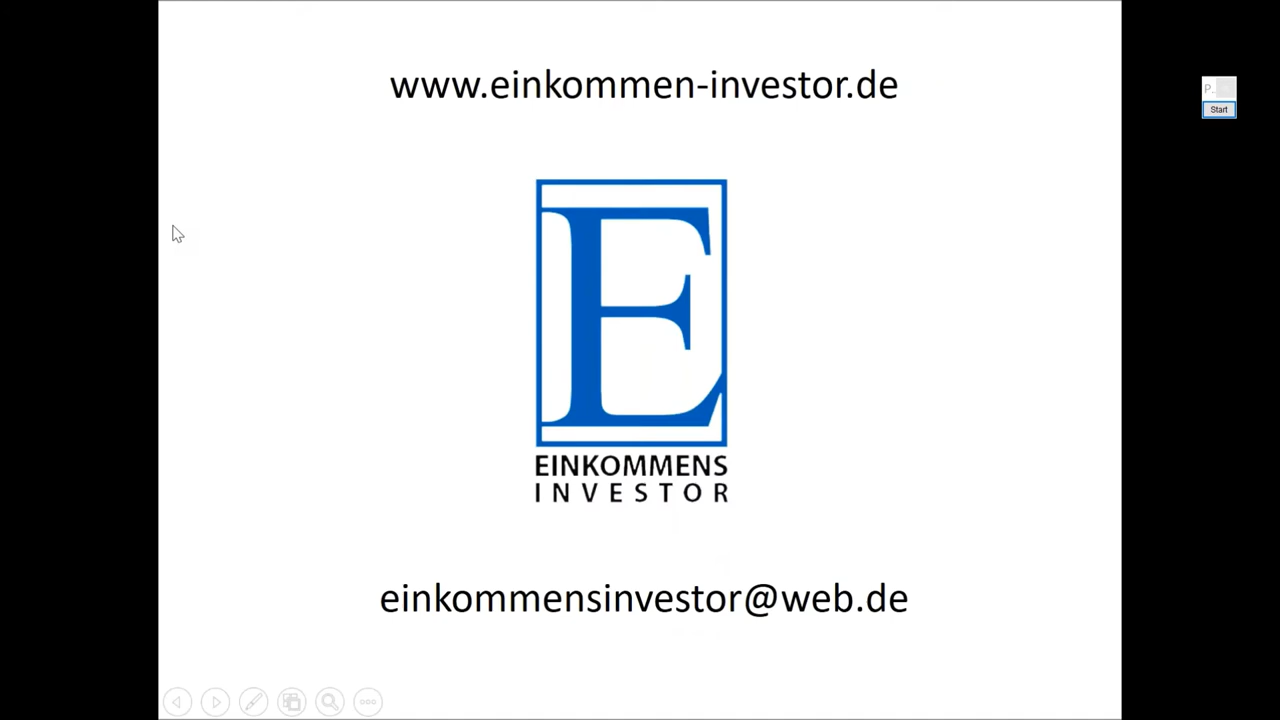 www.einkommen-investor.de
P.
Start
E
EINKOMMENS
INVESTOR
einkommensinvestor@web.de